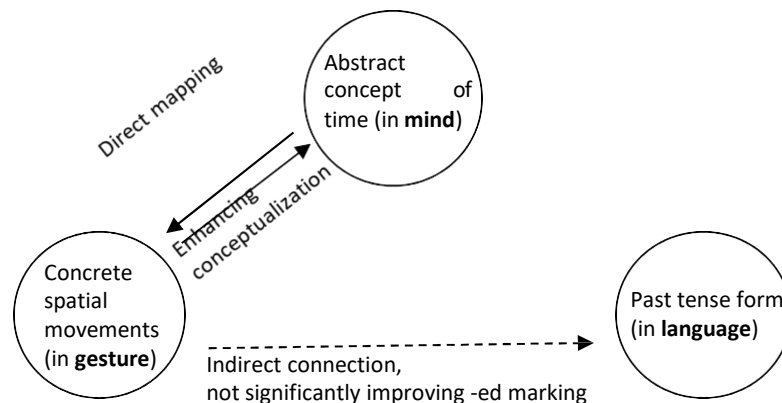 Abstract
concept of
time (in mind)
Direct mapping
Enhancing
conceptualization
Concrete
spatial
movements
(in gesture)
Past tense form
(in language)
Indirect connection,
not significantly improving -ed marking